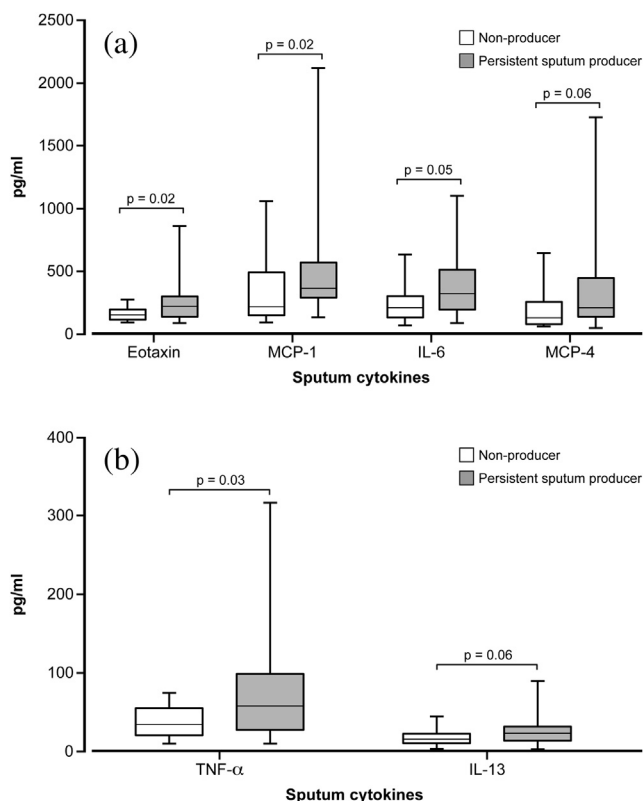 (a)
Non-producer
Persistent sputum producer
2500
2000
1500
1000
500
0
pg/ml
p = 0.02
p = 0.02
p = 0.05
p = 0.06
Eotaxin MCP-1 IL-6 MCP-4
Sputum cytokines
(b)
Non-producer
Persistent sputum producer
400
300
200
100
0
pg/ml
p = 0.03
p = 0.06
TNF-α IL-13
Sputum cytokines